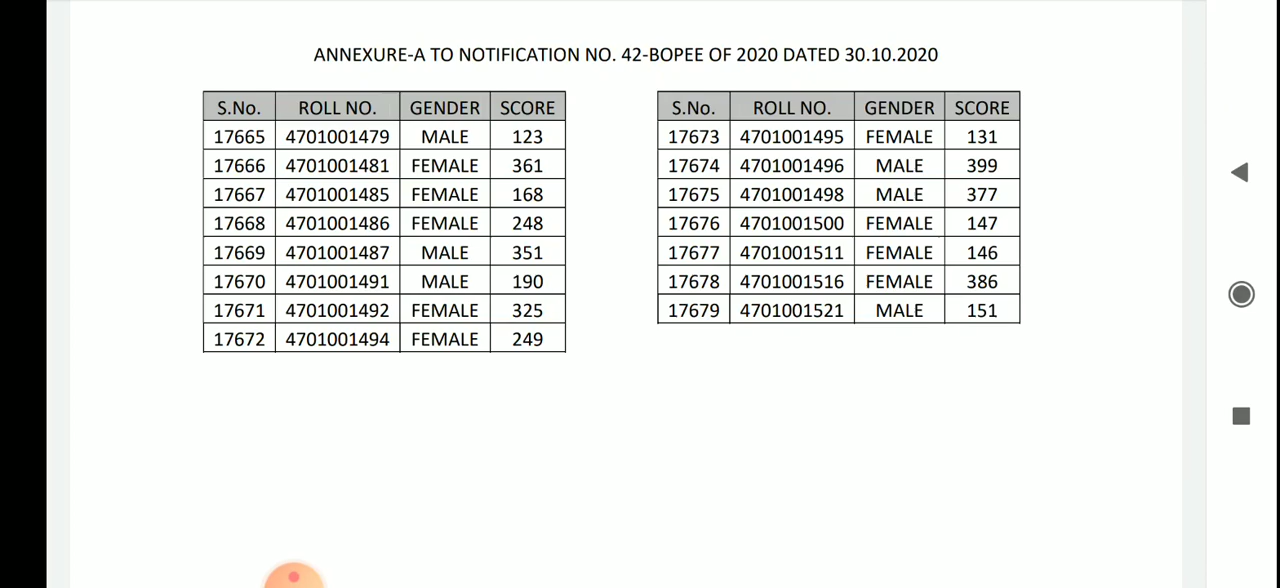 ANNEXURE-A TO NOTIFICATION NO. 42-BOPEE OF 2020 DATED 30.10.2020
S.No. ROLL NO. GENDER SCORE
17665 4701001479 MALE 123
17666 4701001481 FEMALE 361
17667 4701001485 FEMALE 168
17668 4701001486 FEMALE 248
17669 4701001487 MALE 351
17670 4701001491 MALE 190
17671 4701001492 FEMALE 325
17672 4701001494 FEMALE 249
S.No. ROLL NO. GENDER SCORE
17673 4701001495 FEMALE 131
17674 4701001496 MALE 399
17675 4701001498 MALE 377
17676 4701001500 FEMALE 147
17677 4701001511 FEMALE 146
17678 4701001516 FEMALE 386
17679 4701001521 MALE 151